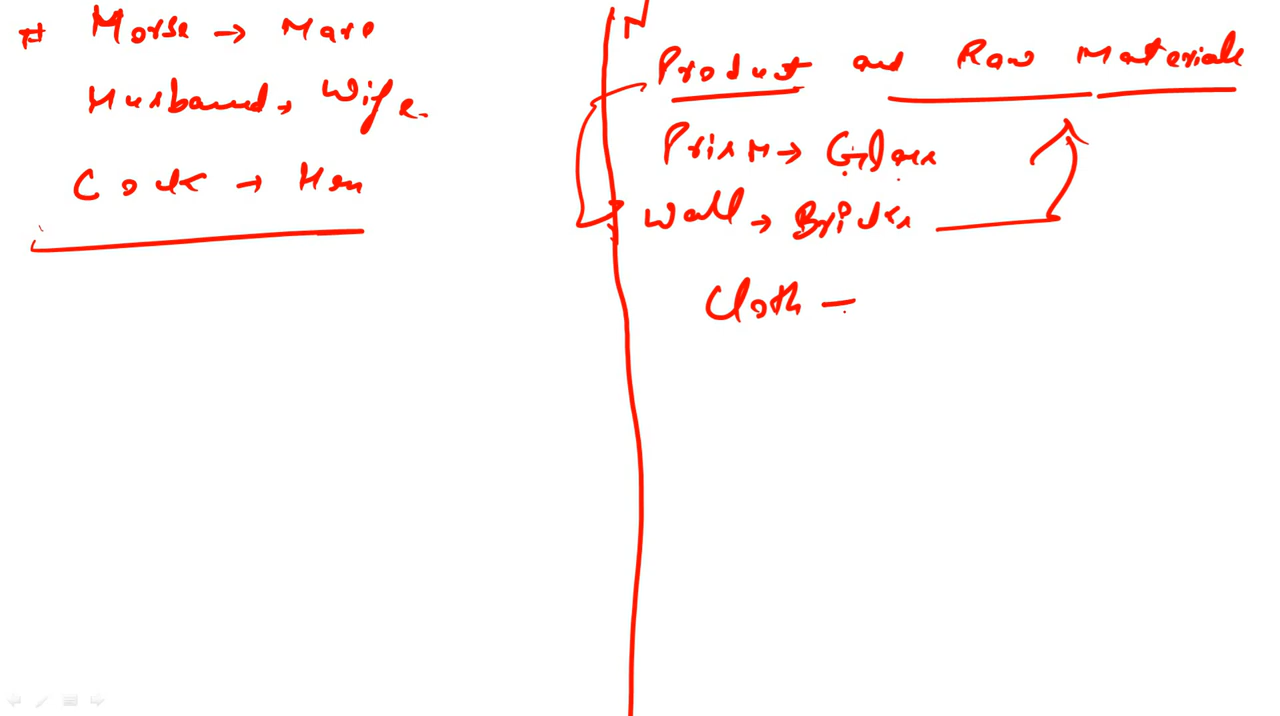 # Horse → Mare
Husband → Wife.
Cock → Hen
Product and Raw Materials
Prism → Glass
Wall → Bricks
Cloth –